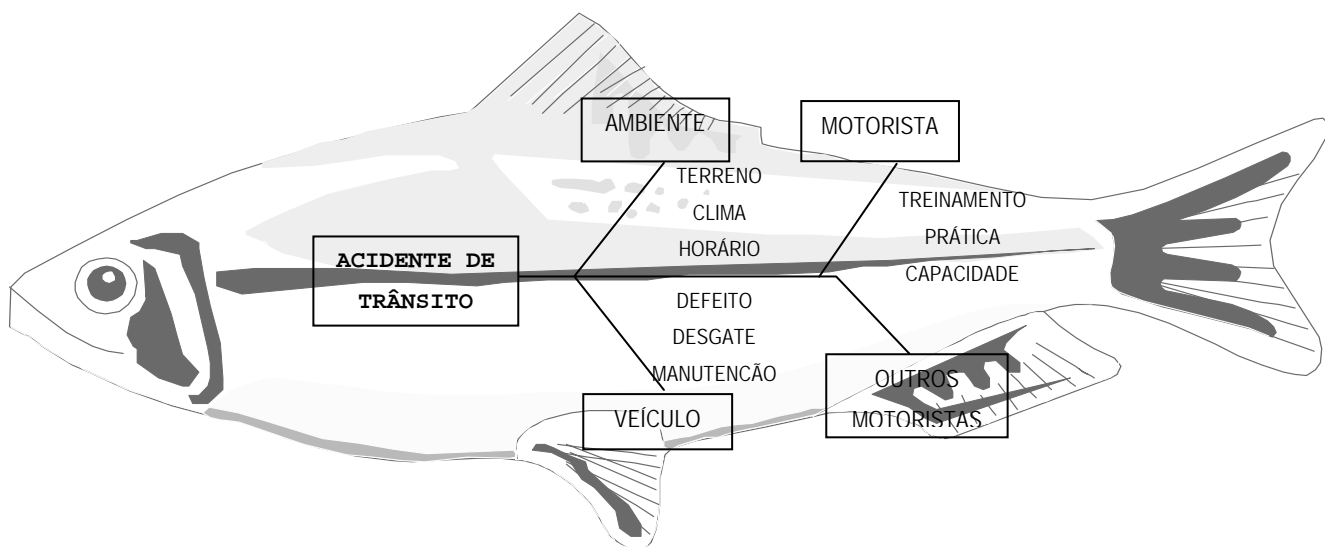 AMBIENTE
MOTORISTA
TERRENO
CLIMA
HORÁRIO
TREINAMENTO
PRÁTICA
CAPACIDADE
ACIDENTE DE
TRÂNSITO
DEFEITO
DESGATE
MANUTENCÃO
VEÍCULO
OUTROS
MOTORISTAS